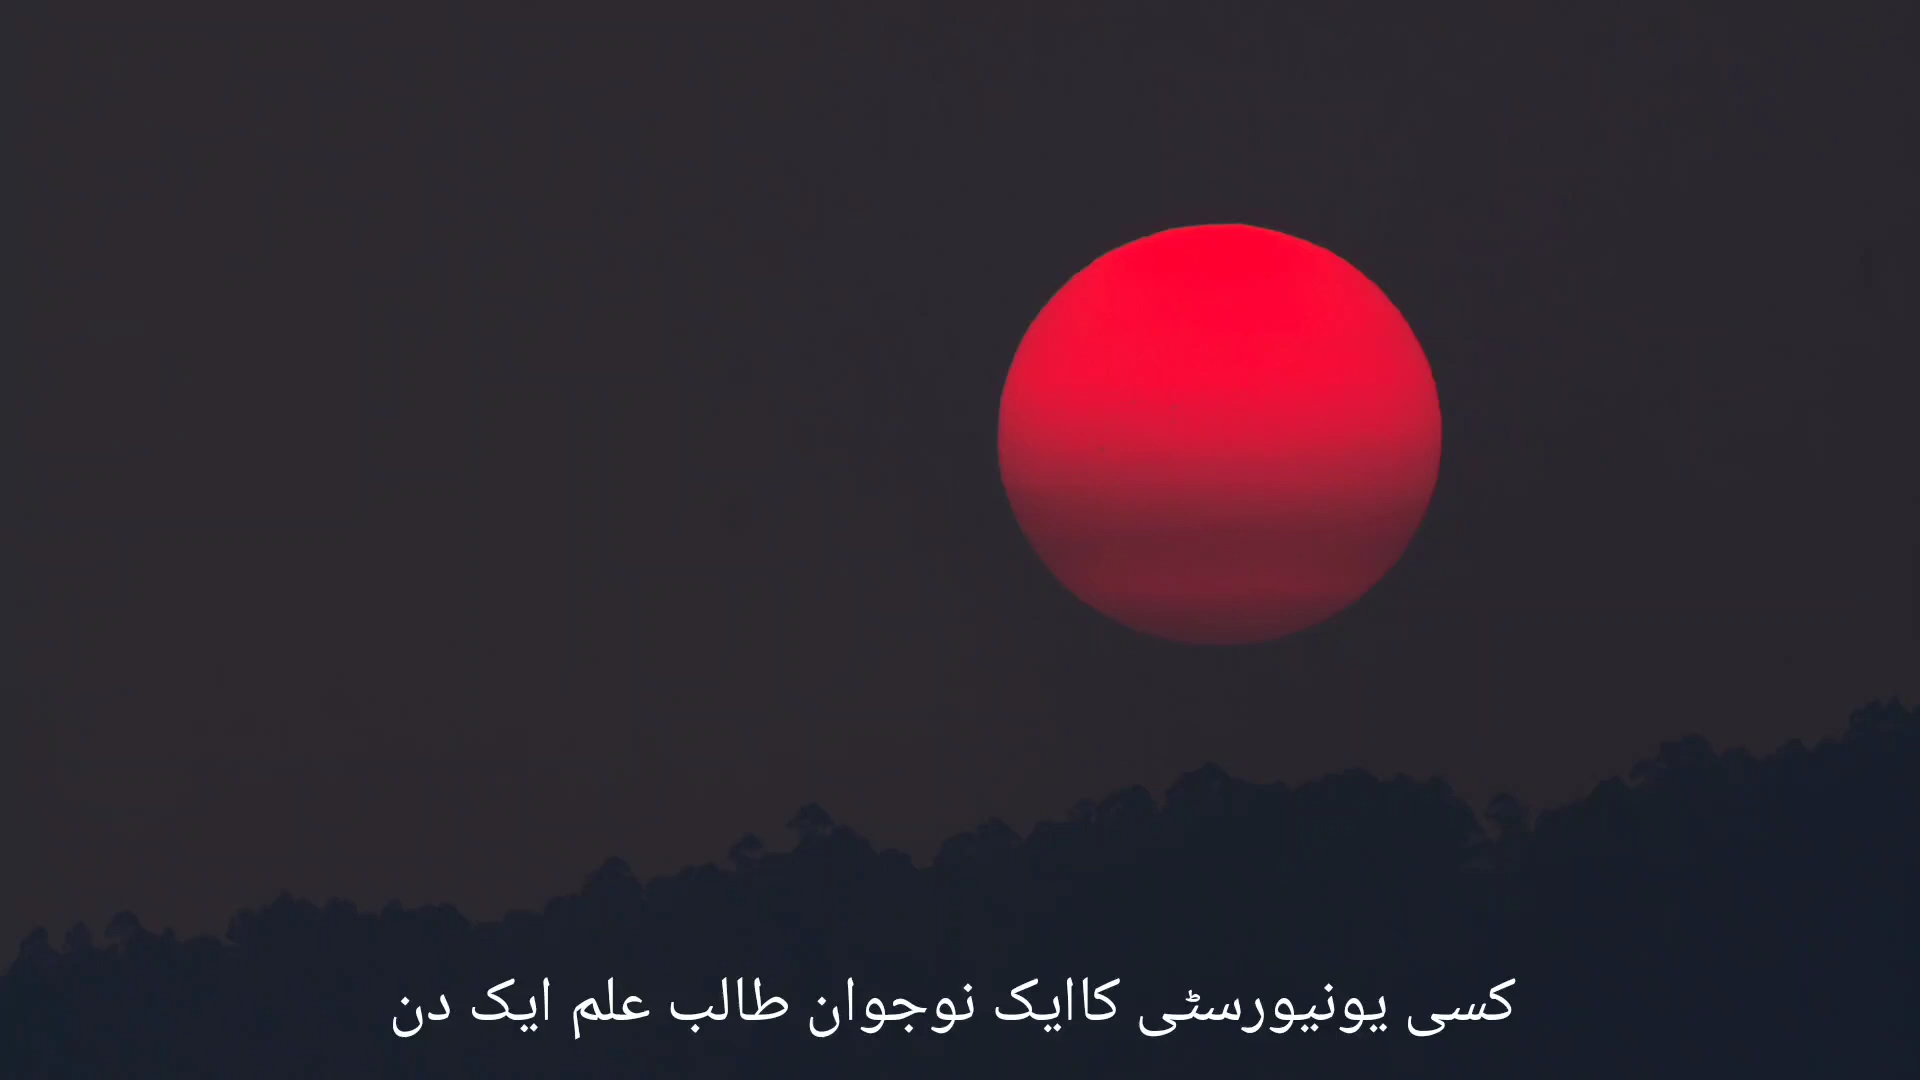 کسی یونیورسٹی کاایک نوجوان طالب علم ایک دن